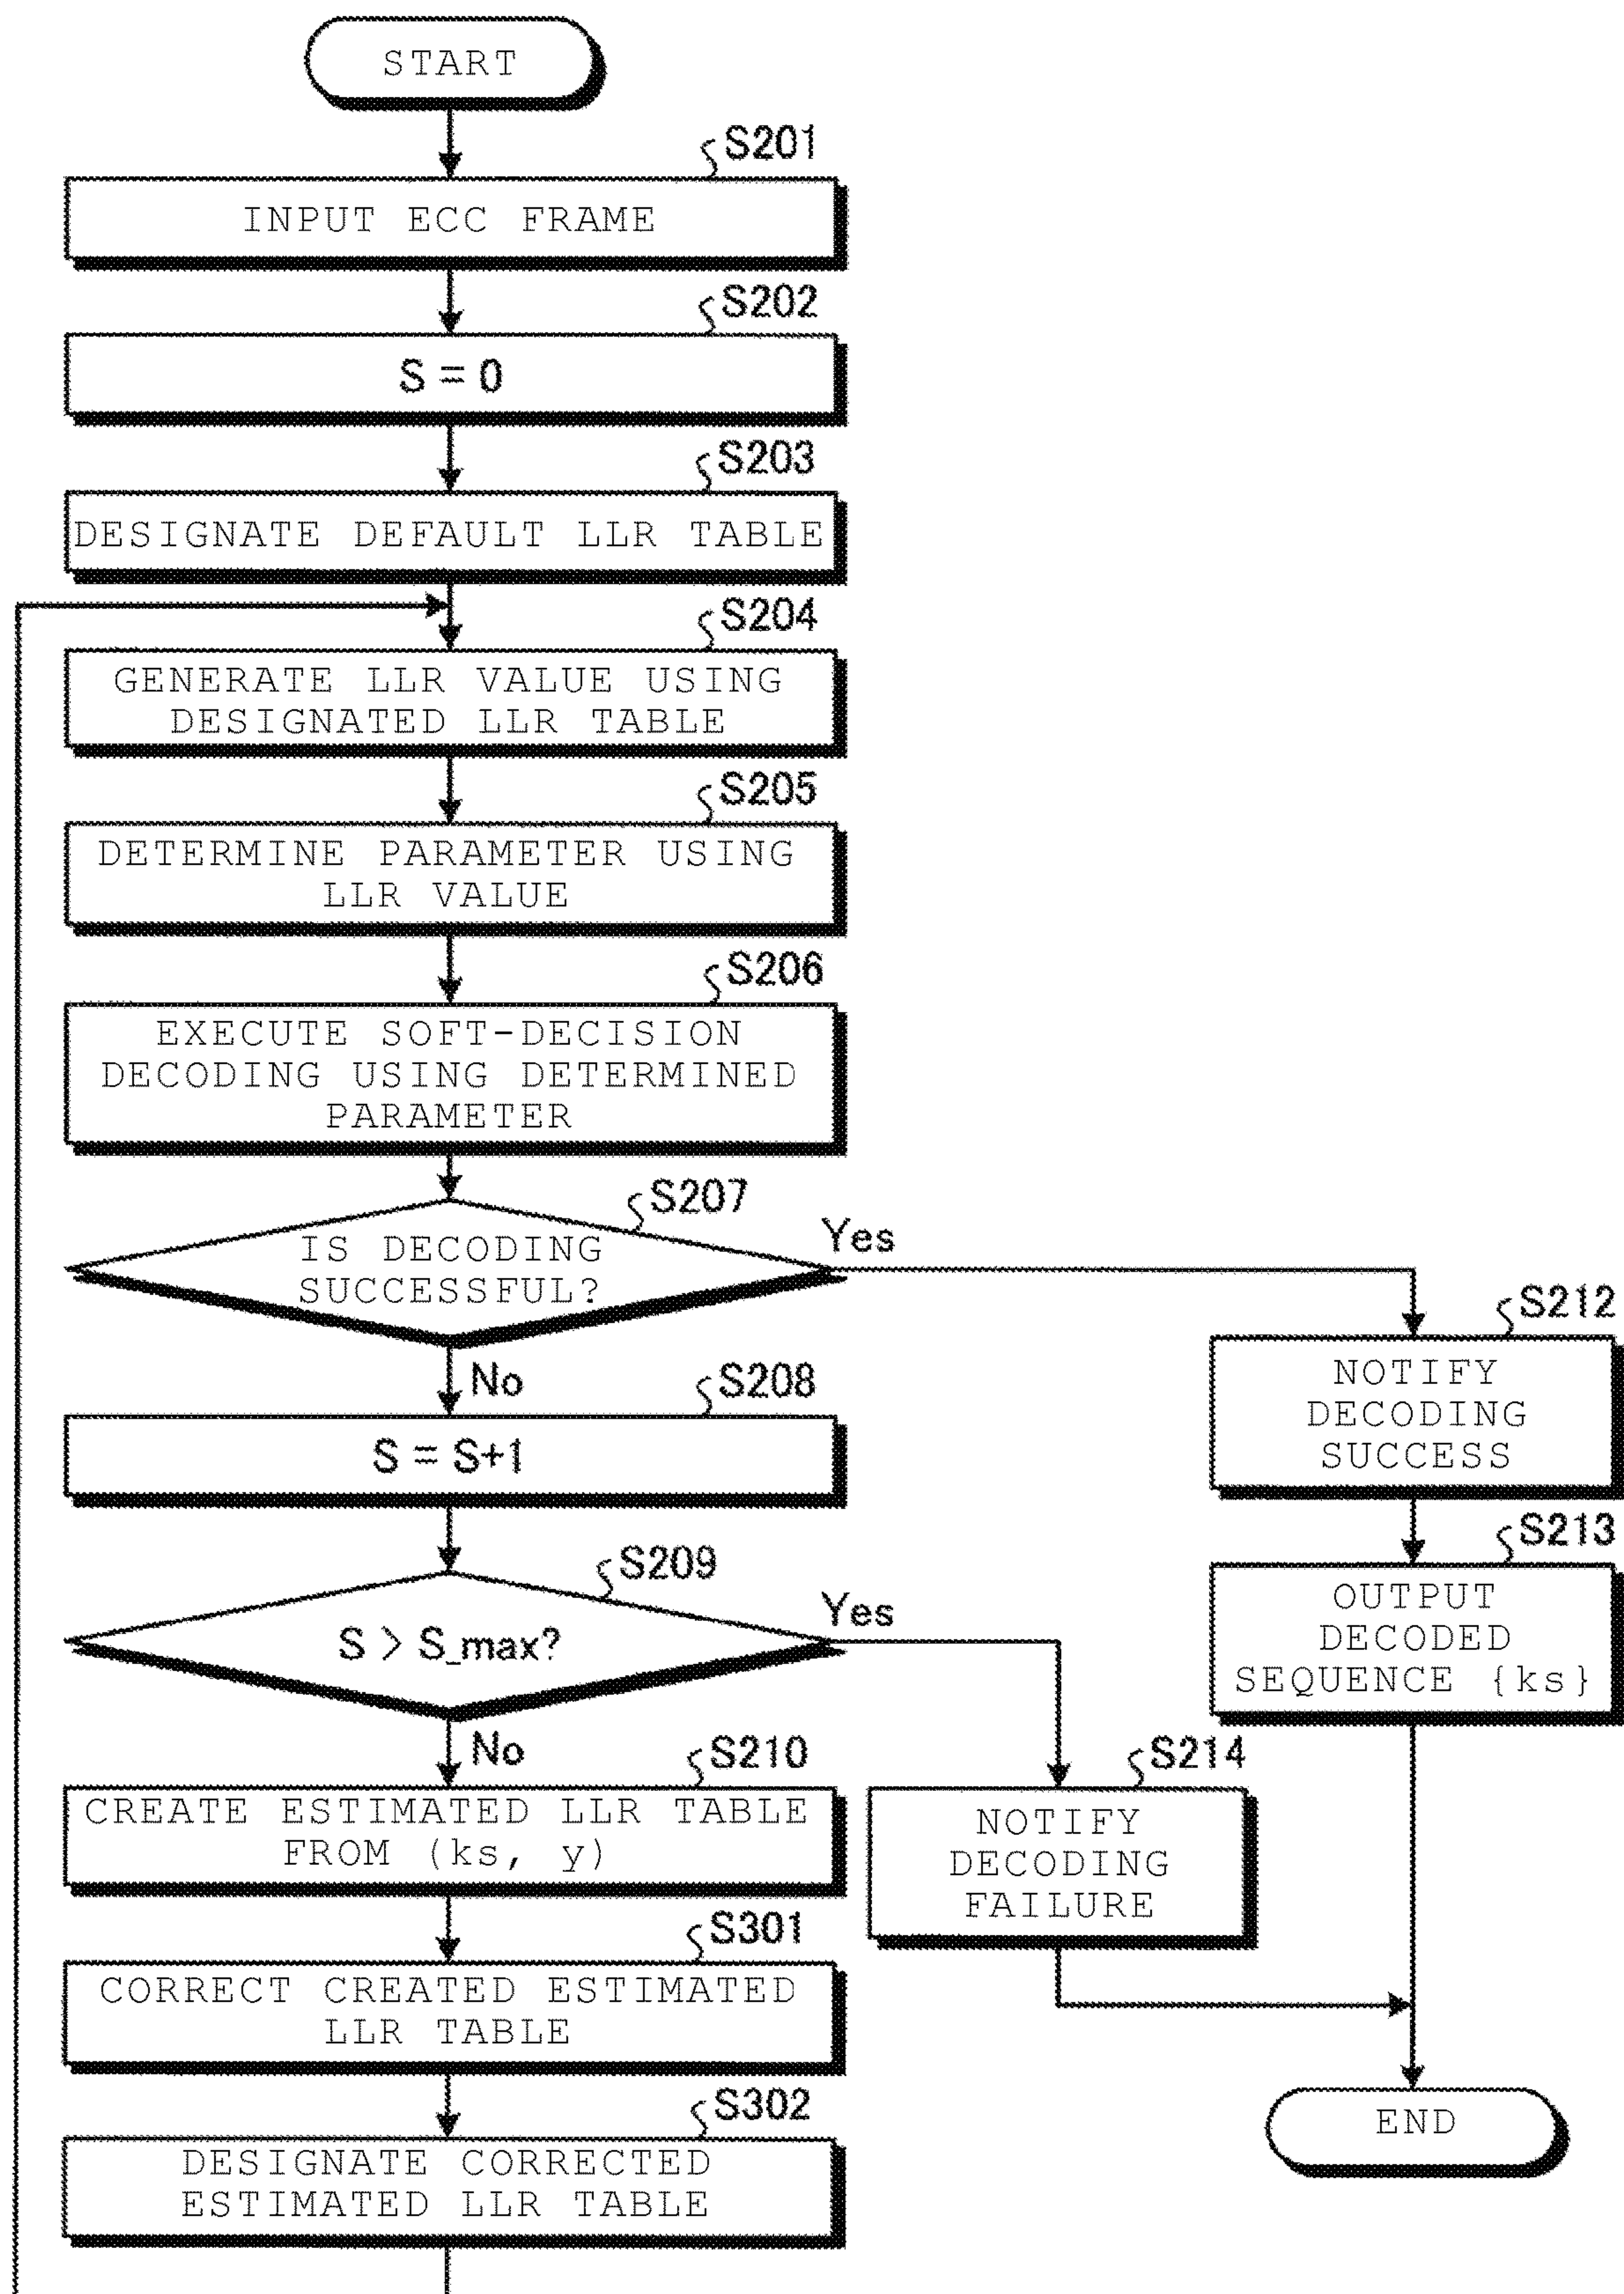 START
S201
INPUT ECC FRAME
S202
S = 0
S203
DESIGNATE DEFAULT LLR TABLE
S204
GENERATE LLR VALUE USING
DESIGNATED LLR TABLE
S205
DETERMINE PARAMETER USING
LLR VALUE
S206
EXECUTE SOFT-DECISION
DECODING USING DETERMINED
PARAMETER
S207
IS DECODING
SUCCESSFUL?
Yes
No
S208
S = S+1
S209
S > S_max?
Yes
No
S210
CREATE ESTIMATED LLR TABLE
FROM (ks, y)
S301
CORRECT CREATED ESTIMATED
LLR TABLE
S302
DESIGNATE CORRECTED
ESTIMATED LLR TABLE
S212
NOTIFY
DECODING
SUCCESS
S213
OUTPUT
DECODED
SEQUENCE {ks}
S214
NOTIFY
DECODING
FAILURE
END